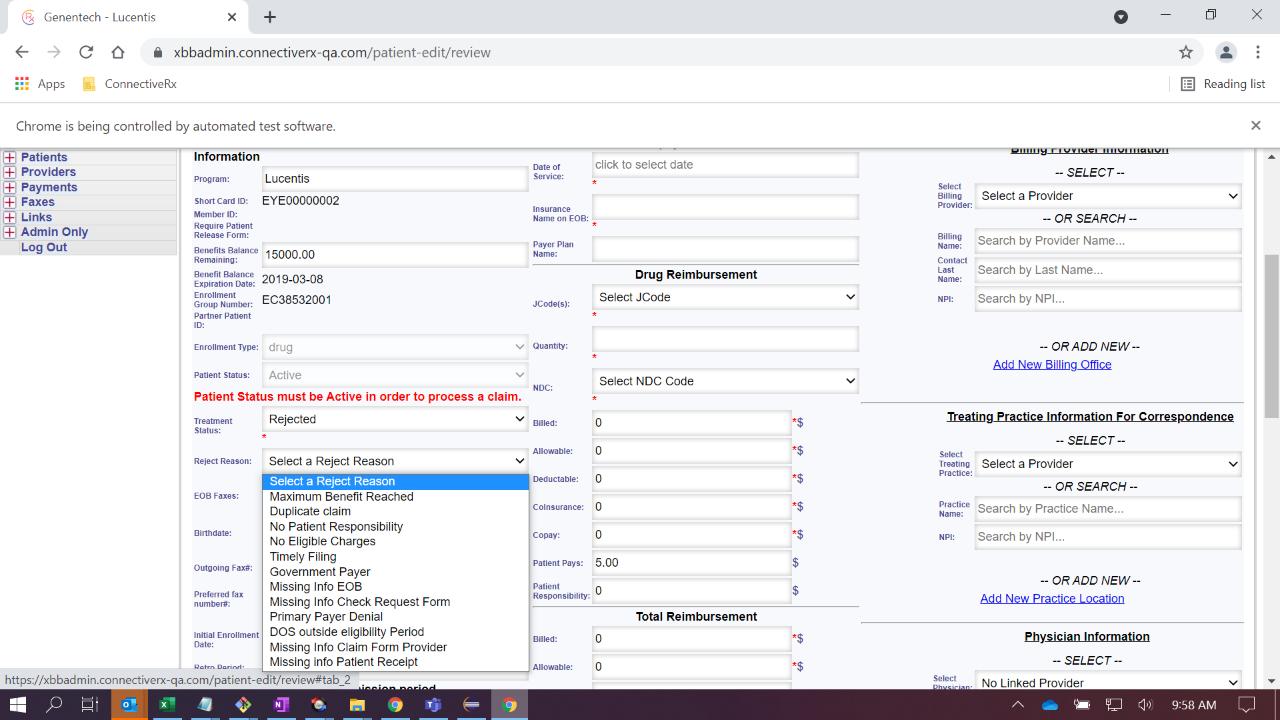 Genentech - Lucentis
xbbadmin.connectiverx-qa.com/patient-edit/review
Apps
ConnectiveRx
Reading list
Chrome is being controlled by automated test software.
Patients
Providers
Payments
Faxes
Links
Admin Only
Log Out
Information
Program:
Lucentis
Short Card ID:
EYE00000002
Member ID:
Require Patient
Release Form:
Benefits Balance
Remaining:
15000.00
Benefit Balance
Expiration Date:
2019-03-08
Enrollment
Group Number:
EC38532001
Partner Patient
ID:
Enrollment Type:
drug
Patient Status:
Active
Patient Status must be Active in order to process a claim.
Treatment
Status:
Rejected
*
Reject Reason:
Select a Reject Reason
Select a Reject Reason
Maximum Benefit Reached
Duplicate claim
No Patient Responsibility
No Eligible Charges
Timely Filing
Government Payer
Missing Info EOB
Missing Info Check Request Form
Primary Payer Denial
DOS outside eligibility Period
Missing Info Claim Form Provider
Missing info Patient Receipt
EOB Faxes:
Birthdate:
Outgoing Fax#:
Preferred fax
number#:
Initial Enrollment
Date:
Retro Period:
Date of
Service:
click to select date
*
Insurance
Name on EOB:
*
Payer Plan
Name:
Drug Reimbursement
JCode(s):
Select JCode
*
Quantity:
*
NDC:
Select NDC Code
*
Billed:
0
*$
Allowable:
0
*$
Deductable:
0
*$
CoInsurance:
0
*$
Copay:
0
*$
Patient Pays:
5.00
$
Patient
Responsibility:
0
$
Total Reimbursement
Billed:
0
*$
Allowable:
0
*$
Billing Provider Information
-- SELECT --
Select
Billing
Provider:
Select a Provider
-- OR SEARCH --
Billing
Name:
Search by Provider Name...
Contact
Last
Name:
Search by Last Name...
NPI:
Search by NPI...
-- OR ADD NEW --
Add New Billing Office
Treating Practice Information For Correspondence
-- SELECT --
Select
Treating
Practice:
Select a Provider
-- OR SEARCH --
Practice
Name:
Search by Practice Name...
NPI:
Search by NPI...
-- OR ADD NEW --
Add New Practice Location
Physician Information
-- SELECT --
Select
Physician:
No Linked Provider
https://xbbadmin.connectiverx-qa.com/patient-edit/review#tab_2
9:58 AM